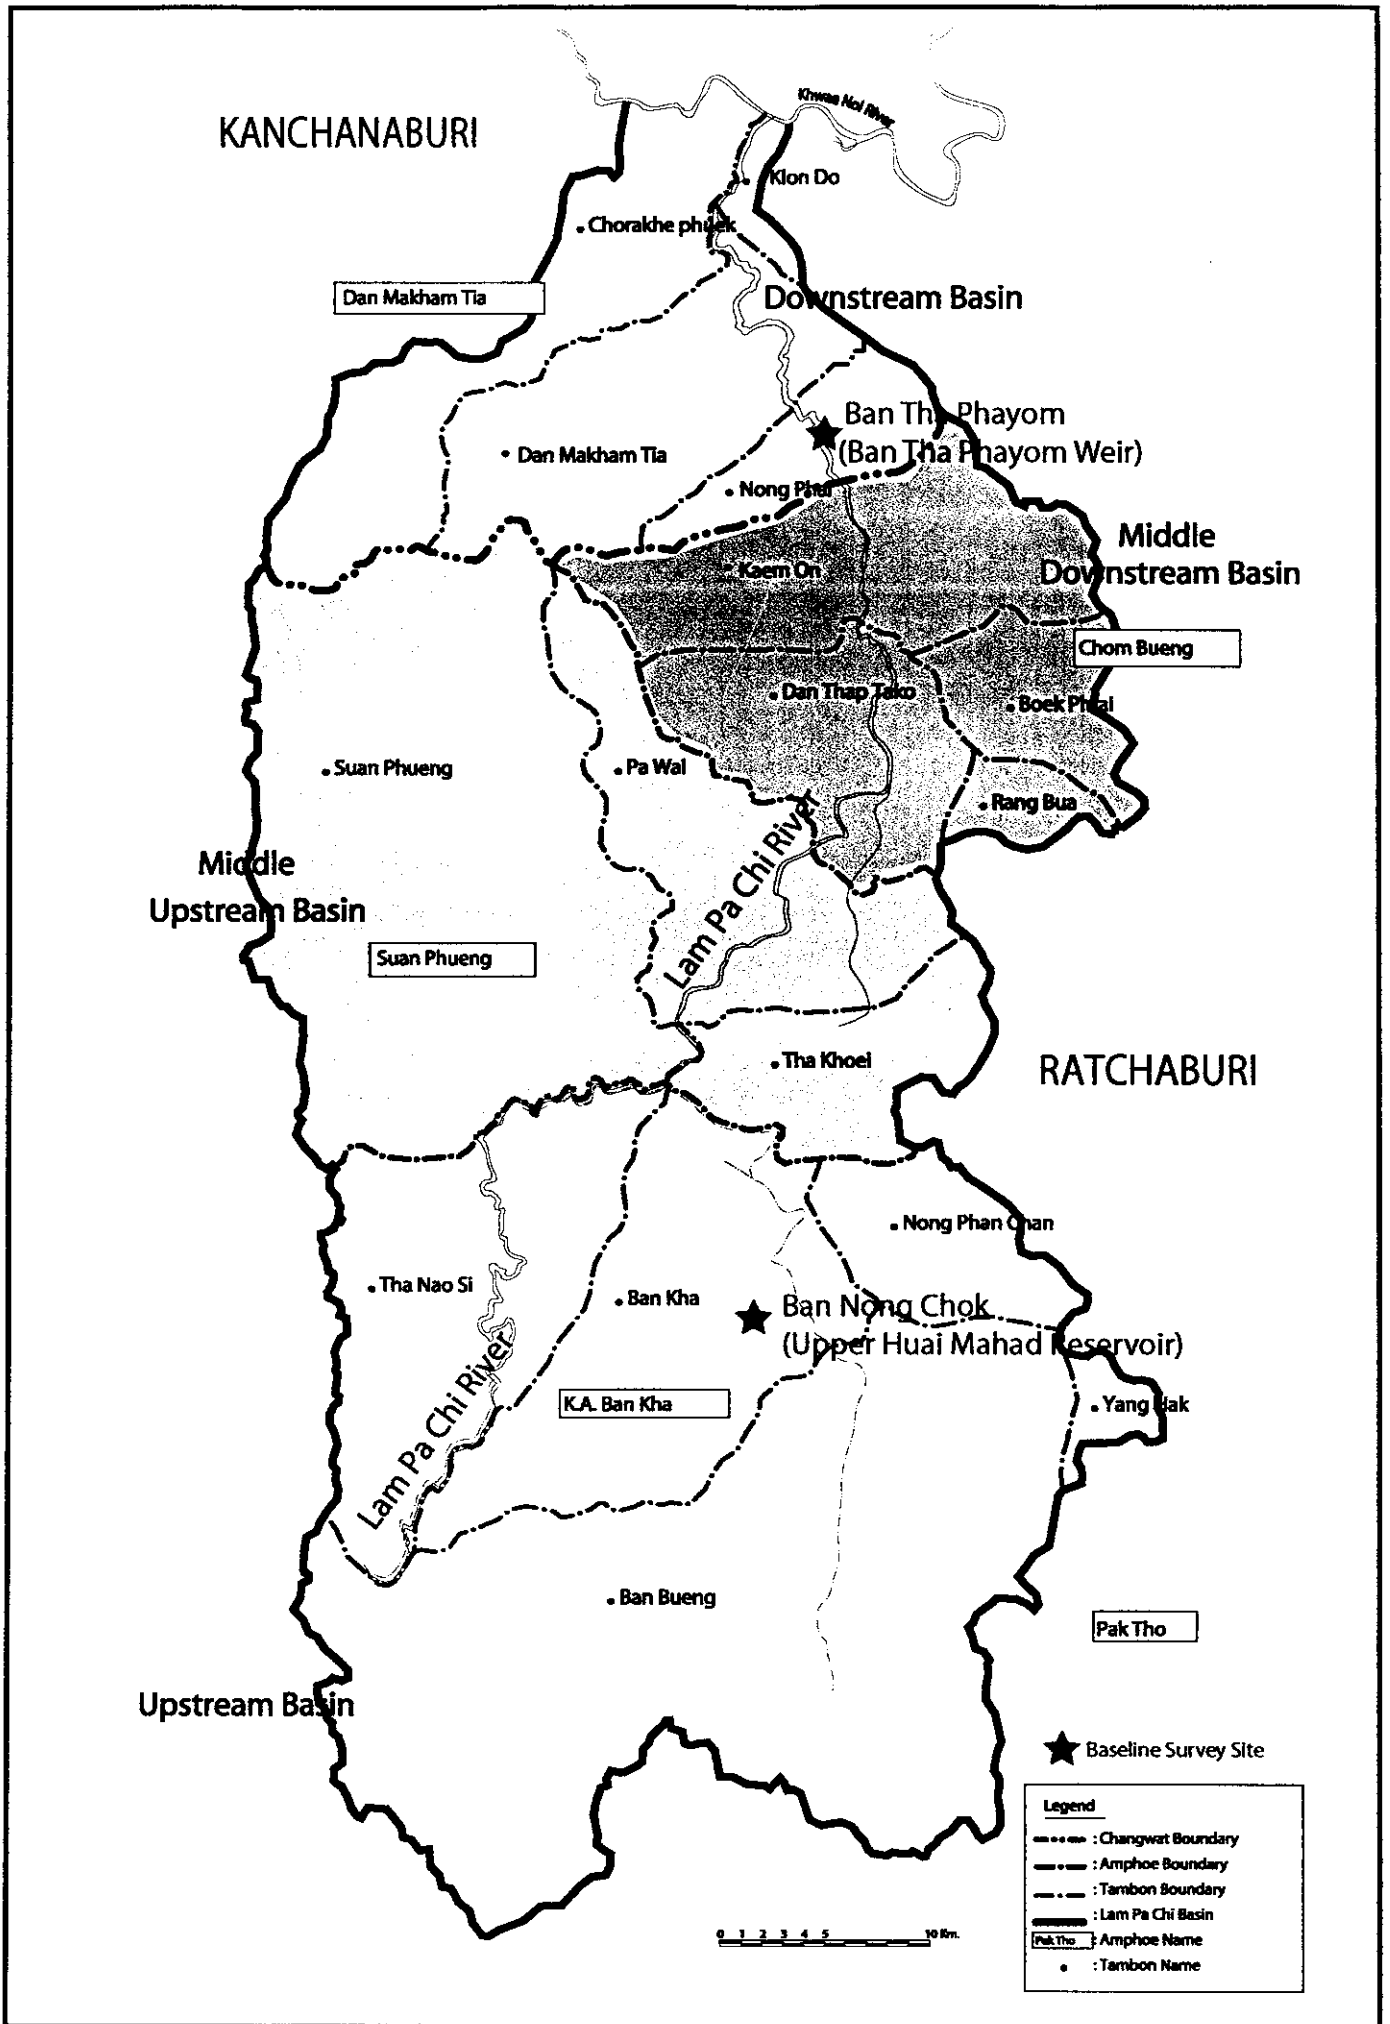 Khwae Noi River
KANCHANABURI
Klon Do
Chorakhe phuek
Dan Makham Tia
Downstream Basin
Ban Tha Phayom
(Ban Tha Phayom Weir)
Dan Makham Tia
Nong Phai
Middle
Downstream Basin
Kaem On
Chom Bueng
Dan Thap Tako
Boek Phrai
Suan Phueng
Pa Wai
Rang Bua
Lam Pa Chi River
Middle
Upstream Basin
Suan Phueng
Tha Khoei
RATCHABURI
Nong Phan Chan
Tha Nao Si
Ban Kha
Ban Nong Chok
(Upper Huai Mahad Reservoir)
Lam Pa Chi River
K.A. Ban Kha
Yang Hak
Ban Bueng
Pak Tho
Upstream Basin
Baseline Survey Site
Legend
: Changwat Boundary
: Amphoe Boundary
: Tambon Boundary
: Lam Pa Chi Basin
Pak Tho : Amphoe Name
: Tambon Name
0 1 2 3 4 5 10 Km.